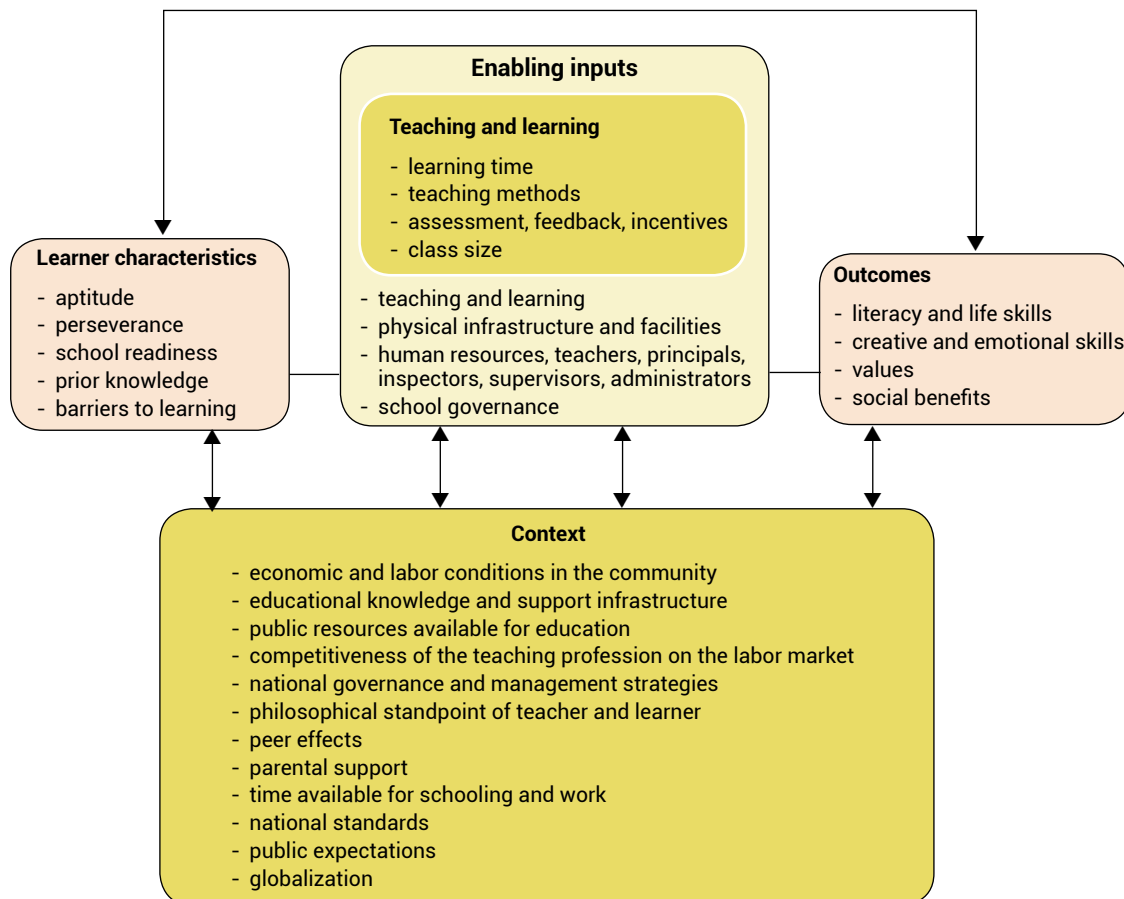 Enabling inputs
Teaching and learning
- learning time
- teaching methods
- assessment, feedback, incentives
- class size
- teaching and learning
- physical infrastructure and facilities
- human resources, teachers, principals,
inspectors, supervisors, administrators
- school governance
Learner characteristics
- aptitude
- perseverance
- school readiness
- prior knowledge
- barriers to learning
Outcomes
- literacy and life skills
- creative and emotional skills
- values
- social benefits
Context
- economic and labor conditions in the community
- educational knowledge and support infrastructure
- public resources available for education
- competitiveness of the teaching profession on the labor market
- national governance and management strategies
- philosophical standpoint of teacher and learner
- peer effects
- parental support
- time available for schooling and work
- national standards
- public expectations
- globalization